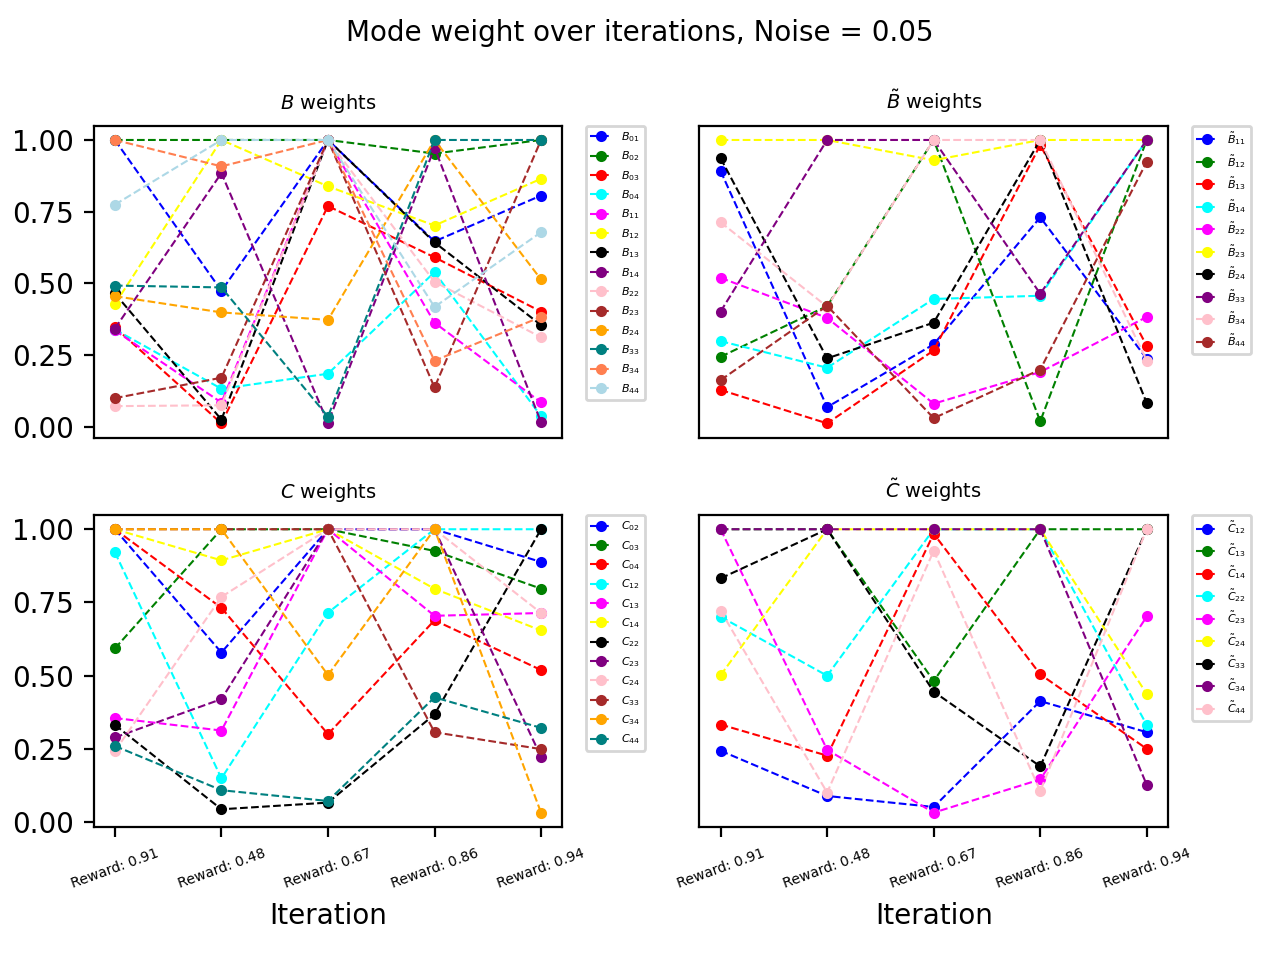 Mode weight over iterations, Noise = 0.05
B weights
1.00
0.75
0.50
0.25
0.00
B₀₁
B₀₂
B₀₃
B₀₄
B₁₁
B₁₂
B₁₃
B₁₄
B₂₂
B₂₃
B₂₄
B₃₃
B₃₄
B₄₄
B̃ weights
B̃₁₁
B̃₁₂
B̃₁₃
B̃₁₄
B̃₂₂
B̃₂₃
B̃₂₄
B̃₃₃
B̃₃₄
B̃₄₄
C weights
1.00
0.75
0.50
0.25
0.00
Reward: 0.91
Reward: 0.48
Reward: 0.67
Reward: 0.86
Reward: 0.94
Iteration
C₀₂
C₀₃
C₀₄
C₁₂
C₁₃
C₁₄
C₂₂
C₂₃
C₂₄
C₃₃
C₃₄
C₄₄
C̃ weights
Reward: 0.91
Reward: 0.48
Reward: 0.67
Reward: 0.86
Reward: 0.94
Iteration
C̃₁₂
C̃₁₃
C̃₁₄
C̃₂₂
C̃₂₃
C̃₂₄
C̃₃₃
C̃₃₄
C̃₄₄